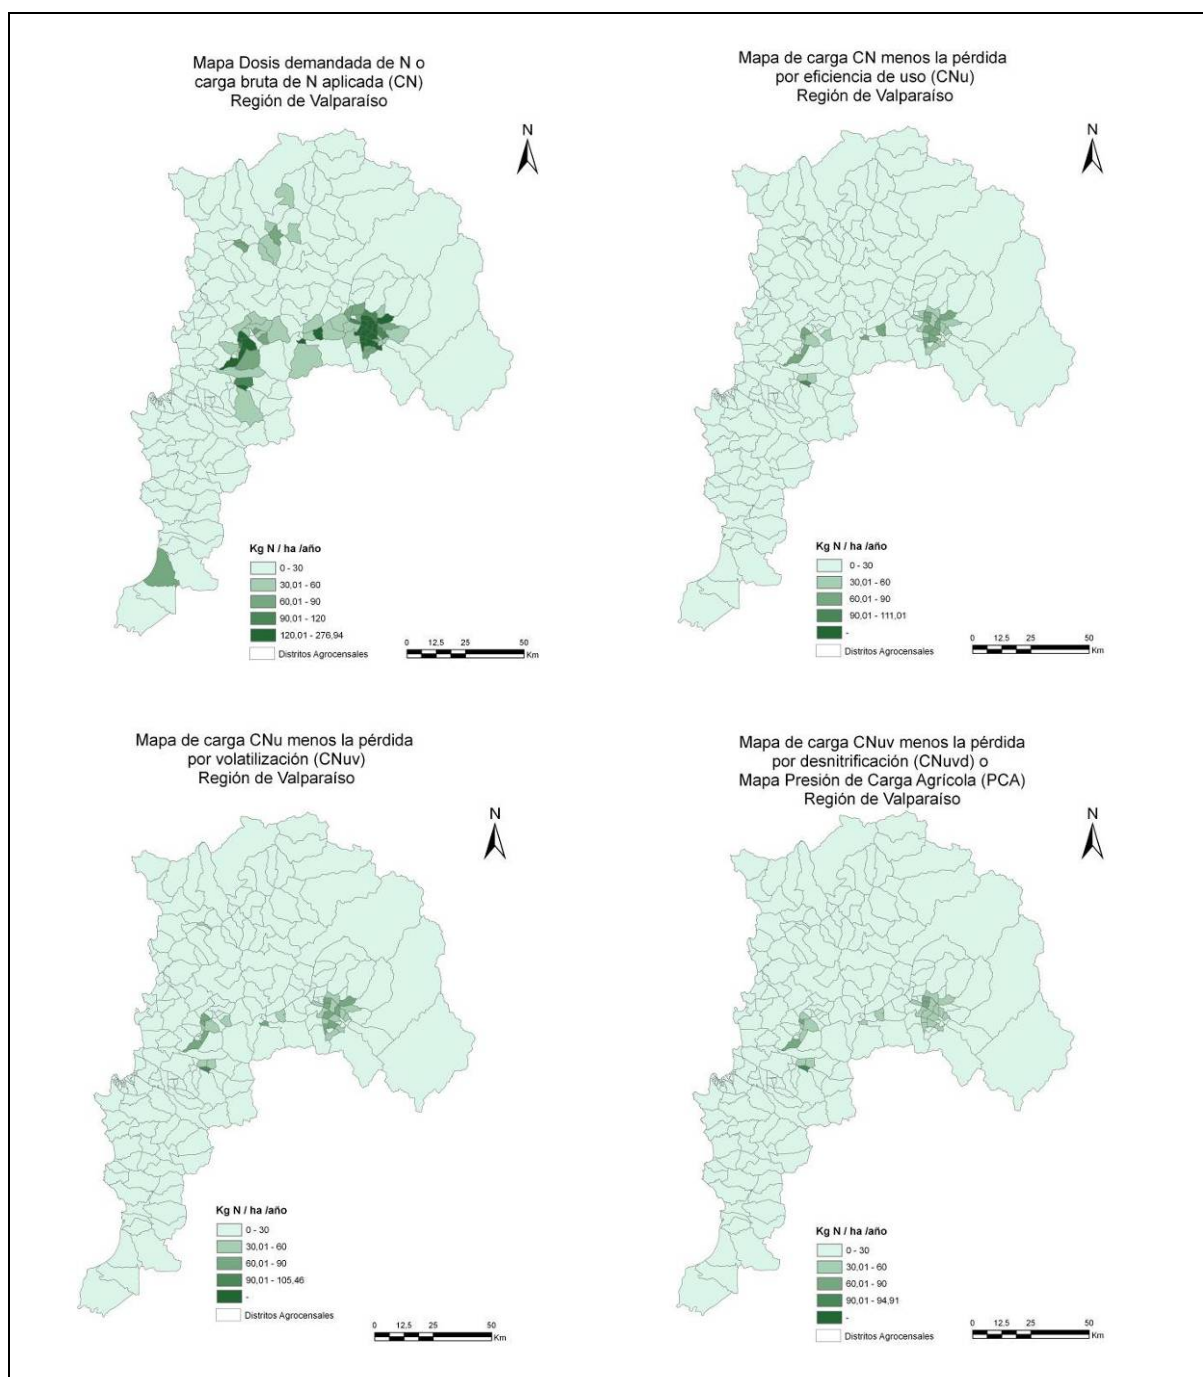 Mapa Dosis demandada de N o
carga bruta de N aplicada (CN)
Región de Valparaíso
N
Kg N / ha /año
0 - 30
30,01 - 60
60,01 - 90
90,01 - 120
120,01 - 276,94
Distritos Agrocensales
0 12,5 25 50
Km
Mapa de carga CN menos la pérdida
por eficiencia de uso (CNu)
Región de Valparaíso
N
Kg N / ha /año
0 - 30
30,01 - 60
60,01 - 90
90,01 - 111,01
-
Distritos Agrocensales
0 12,5 25 50
Km
Mapa de carga CNu menos la pérdida
por volatilización (CNuv)
Región de Valparaíso
N
Kg N / ha /año
0 - 30
30,01 - 60
60,01 - 90
90,01 - 105,46
-
Distritos Agrocensales
0 12,5 25 50
Km
Mapa de carga CNuv menos la pérdida
por desnitrificación (CNuvd) o
Mapa Presión de Carga Agrícola (PCA)
Región de Valparaíso
N
Kg N / ha /año
0 - 30
30,01 - 60
60,01 - 90
90,01 - 94,91
-
Distritos Agrocensales
0 12,5 25 50
Km